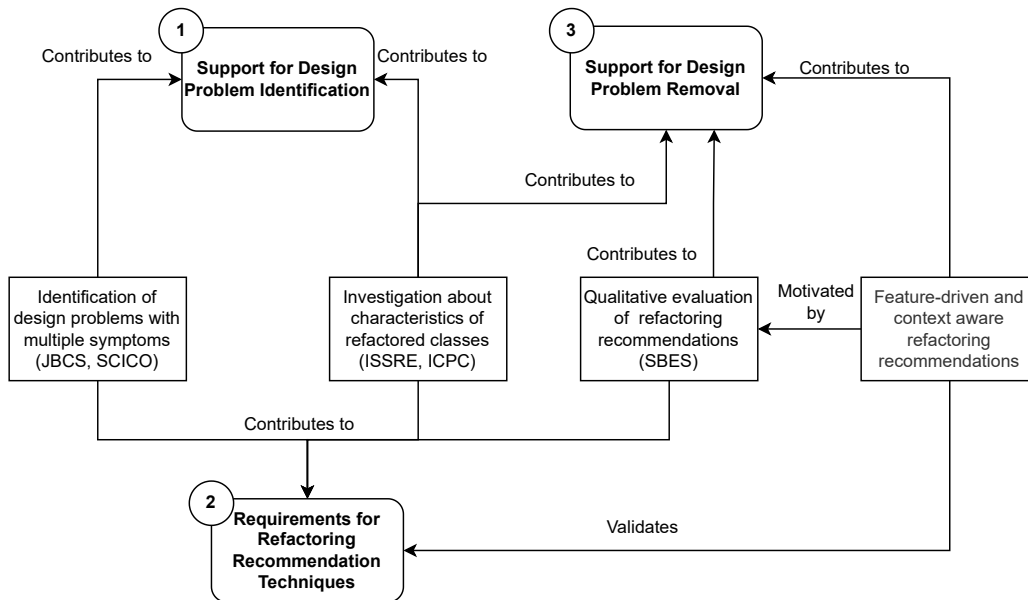 1
3
Contributes to
Support for Design
Problem Identification
Contributes to
Support for Design
Problem Removal
Contributes to
Contributes to
Contributes to
Identification of
design problems with
multiple symptoms
(JBCS, SCICO)
Investigation about
characteristics of
refactored classes
(ISSRE, ICPC)
Qualitative evaluation
of refactoring
recommendations
(SBES)
Motivated
by
Feature-driven and
context aware
refactoring
recommendations
Contributes to
2
Requirements for
Refactoring
Recommendation
Techniques
Validates